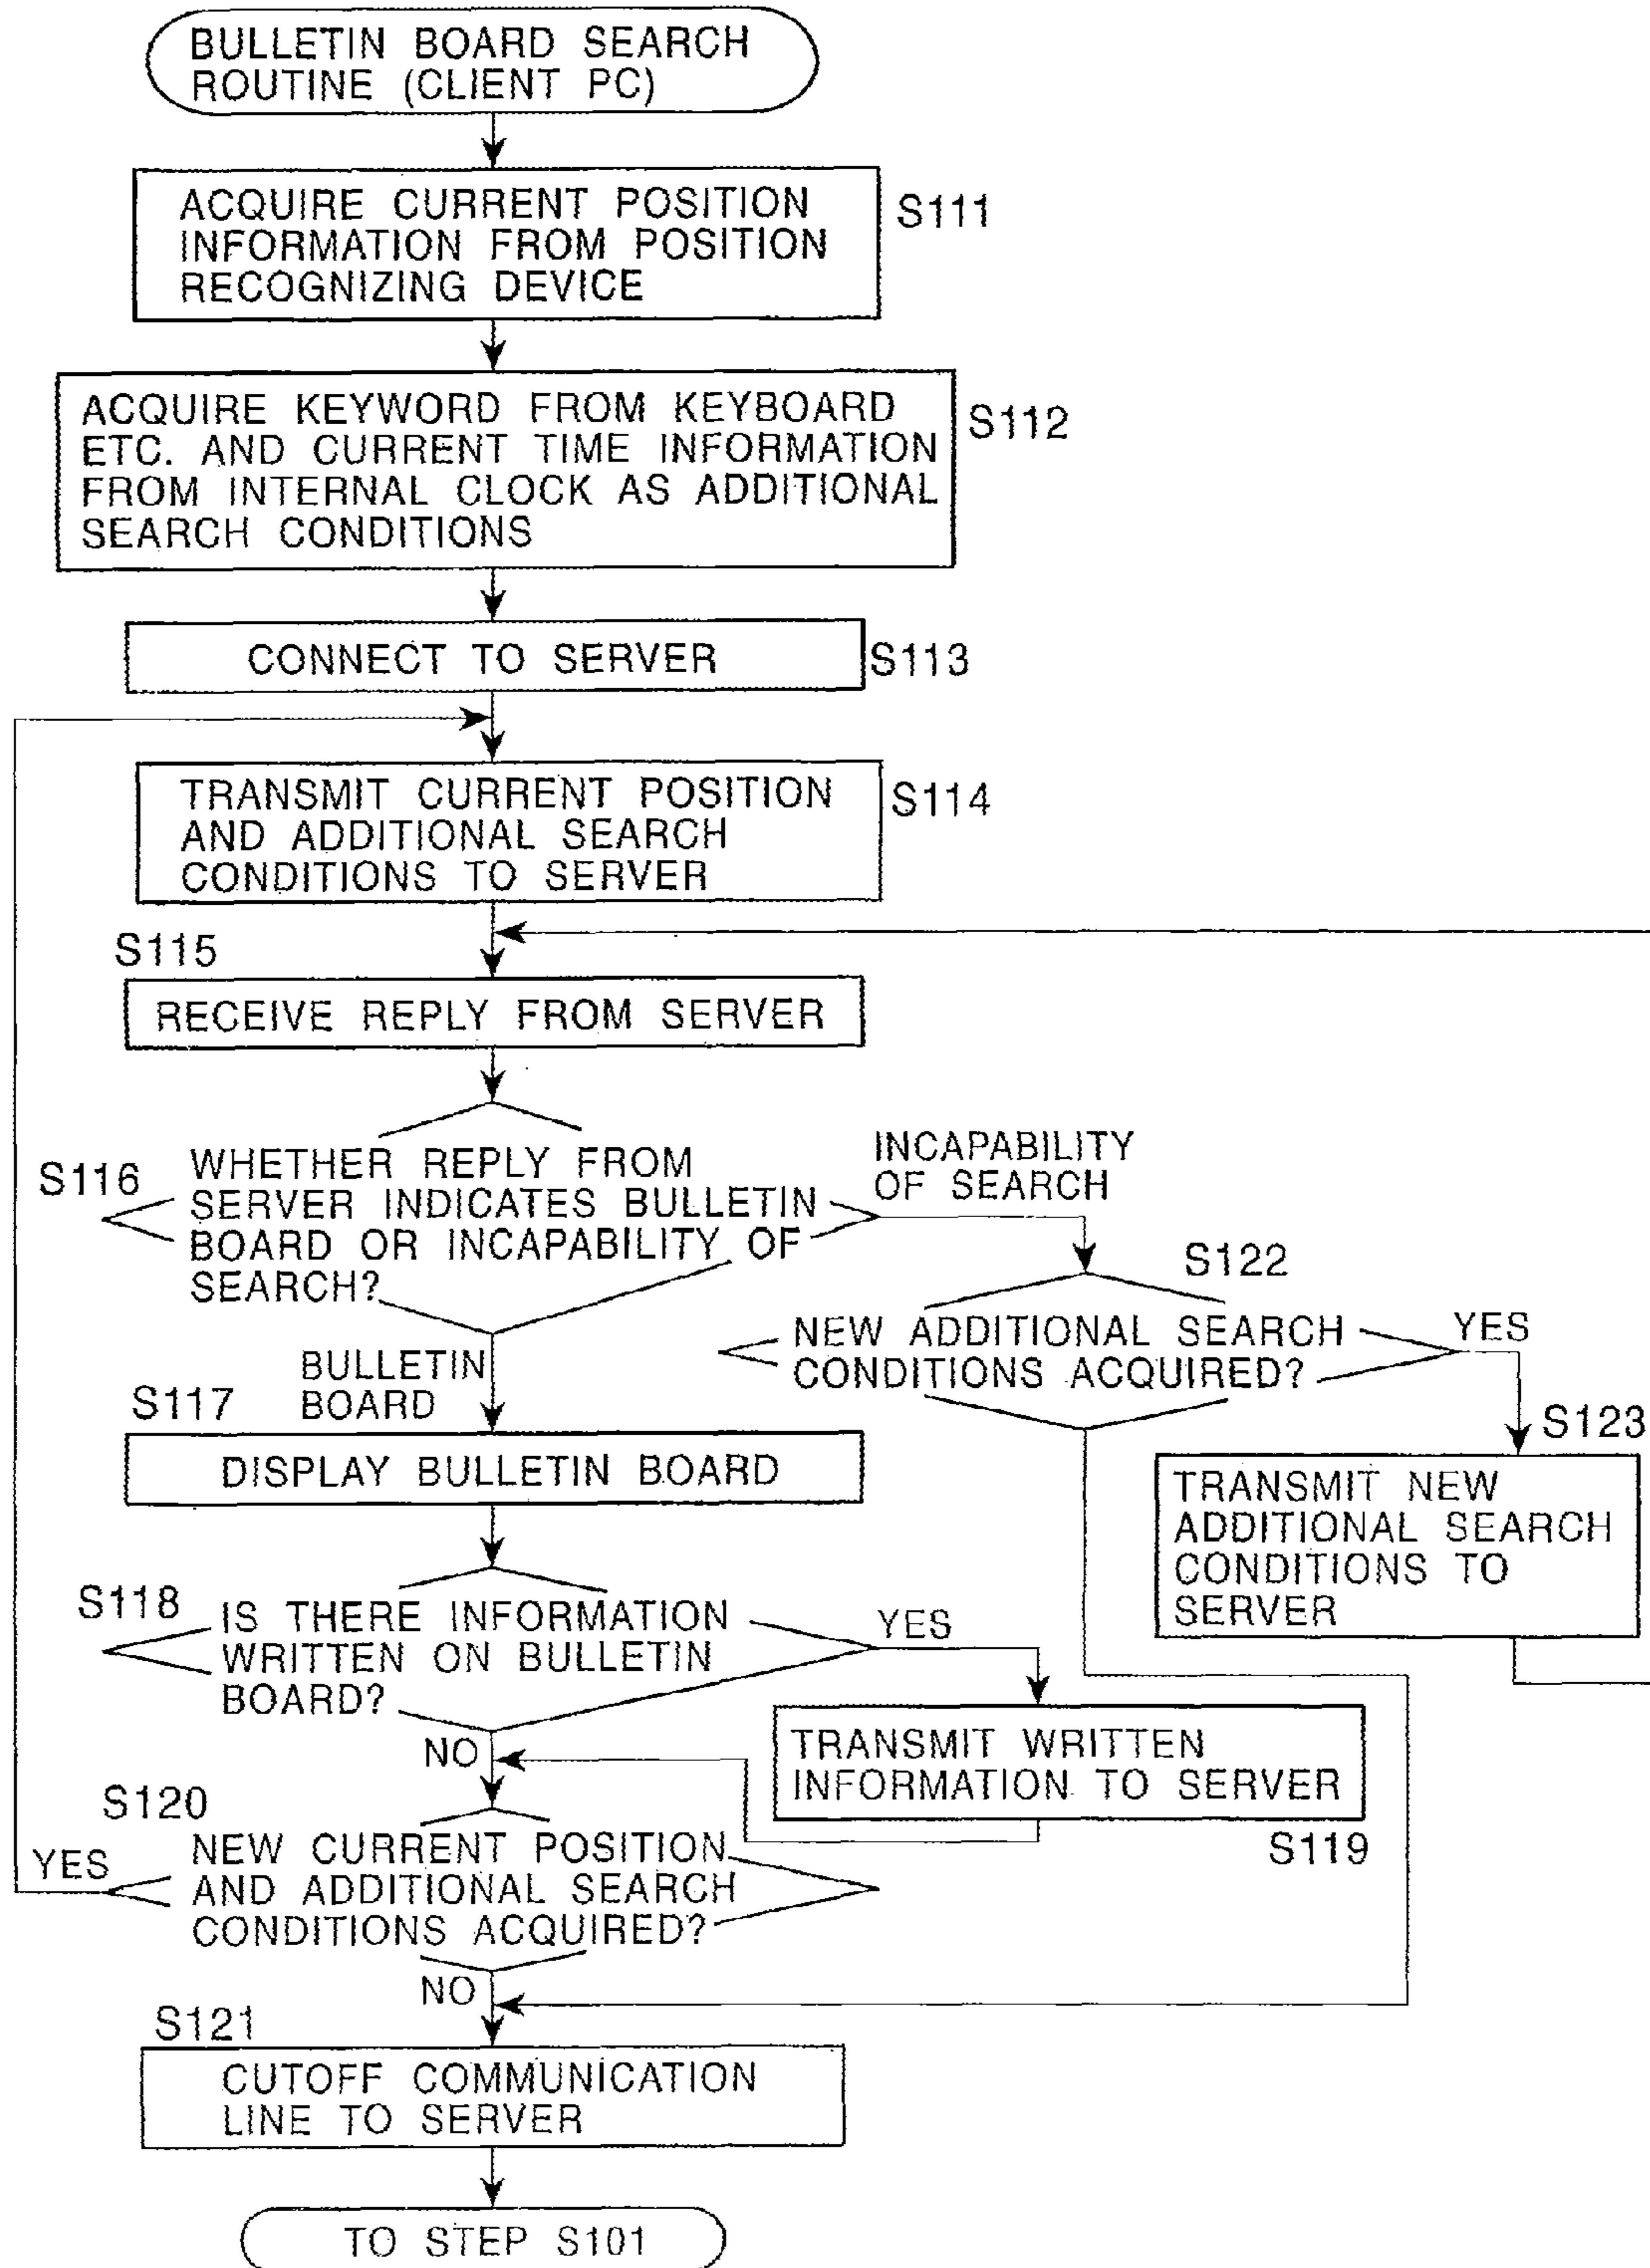 BULLETIN BOARD SEARCH
ROUTINE (CLIENT PC)
ACQUIRE CURRENT POSITION
INFORMATION FROM POSITION
RECOGNIZING DEVICE
S111
ACQUIRE KEYWORD FROM KEYBOARD
ETC. AND CURRENT TIME INFORMATION
FROM INTERNAL CLOCK AS ADDITIONAL
SEARCH CONDITIONS
S112
CONNECT TO SERVER
S113
TRANSMIT CURRENT POSITION
AND ADDITIONAL SEARCH
CONDITIONS TO SERVER
S114
S115
RECEIVE REPLY FROM SERVER
S116
WHETHER REPLY FROM
SERVER INDICATES BULLETIN
BOARD OR INCAPABILITY OF
SEARCH?
INCAPABILITY
OF SEARCH
S122
NEW ADDITIONAL SEARCH
CONDITIONS ACQUIRED?
YES
BULLETIN
BOARD
S117
DISPLAY BULLETIN BOARD
S123
TRANSMIT NEW
ADDITIONAL SEARCH
CONDITIONS TO
SERVER
S118
IS THERE INFORMATION
WRITTEN ON BULLETIN
BOARD?
YES
NO
TRANSMIT WRITTEN
INFORMATION TO SERVER
S119
S120
NEW CURRENT POSITION
AND ADDITIONAL SEARCH
CONDITIONS ACQUIRED?
YES
NO
S121
CUTOFF COMMUNICATION
LINE TO SERVER
TO STEP S101